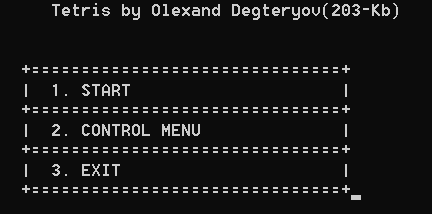 Tetris by Olexand Degteryov(203-Kb)
+===============================+
|  1. START                     |
+===============================+
|  2. CONTROL MENU              |
+===============================+
|  3. EXIT                      |
+===============================+_